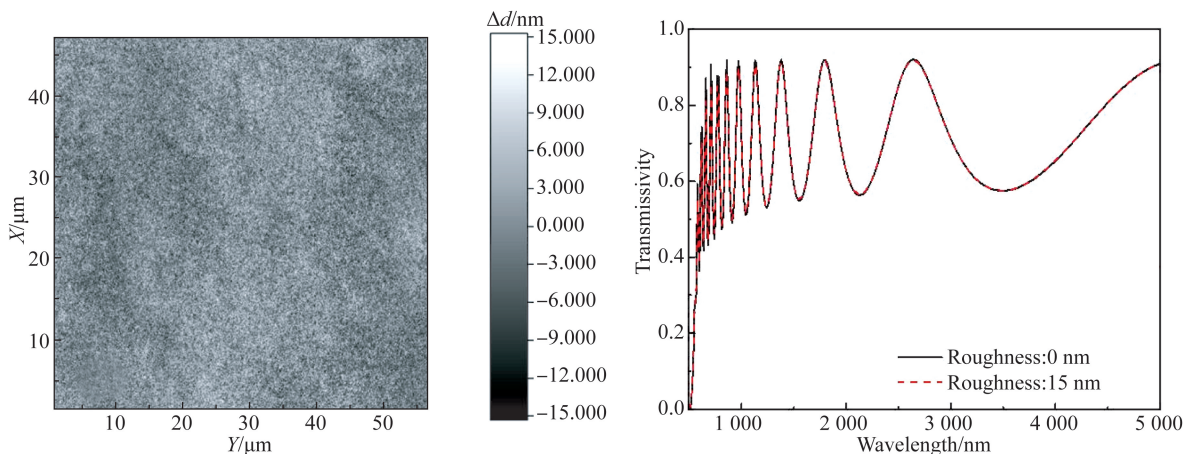 Δd/nm
15.000
12.000
9.000
6.000
3.000
0.000
−3.000
−6.000
−9.000
−12.000
−15.000
X/μm
40
30
20
10
10 20 30 40 50
Y/μm
Transmissivity
1.0
0.8
0.6
0.4
0.2
0.0
Roughness:0 nm
Roughness:15 nm
1 000 2 000 3 000 4 000 5 000
Wavelength/nm